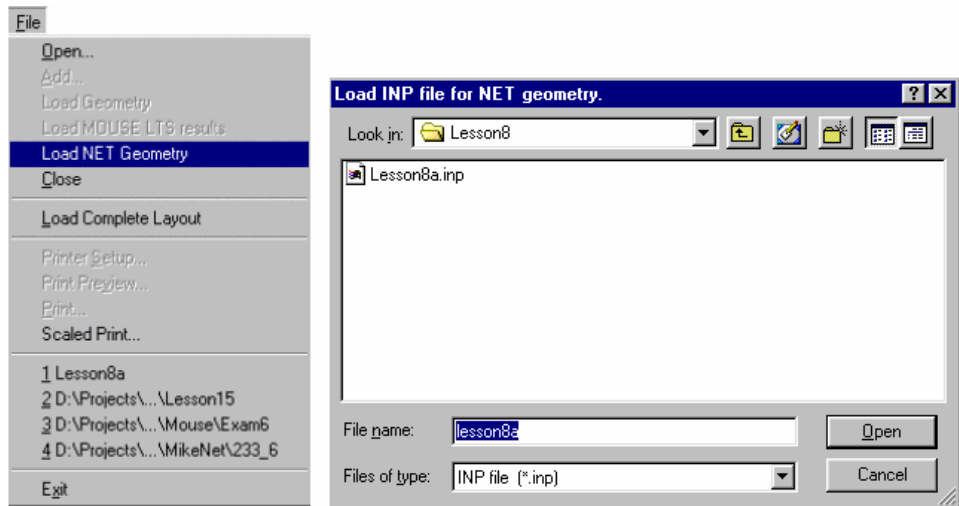 File
Open...
Add...
Load Geometry
Load MOUSE LTS results
Load NET Geometry
Close
Load Complete Layout
Printer Setup...
Print Preview...
Print...
Scaled Print...
1 Lesson8a
2 D:\Projects\...\Lesson15
3 D:\Projects\...\Mouse\Exam6
4 D:\Projects\...\MikeNet\233_6
Exit
Load INP file for NET geometry.
Look in: Lesson8
Lesson8a.inp
File name: lesson8a Open
Files of type: INP file (*.inp) Cancel